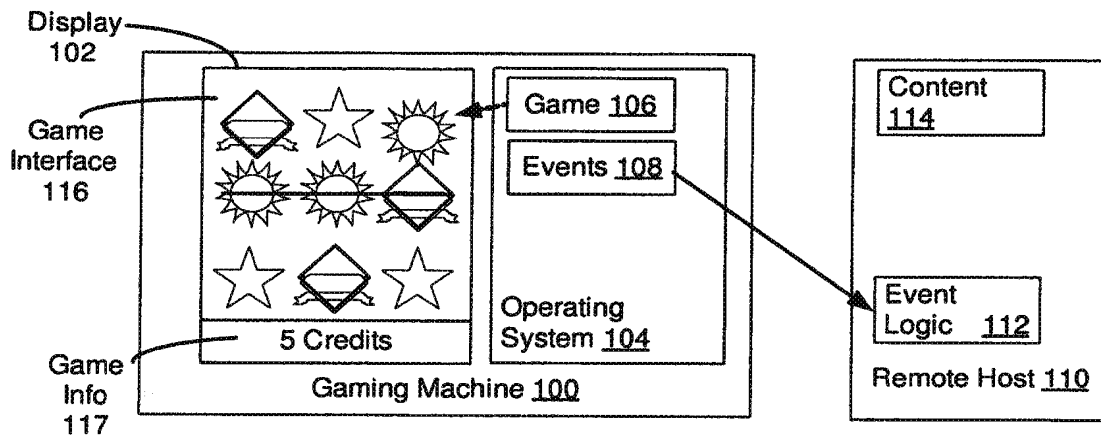 Display
102
Game
Interface
116
Game
Info
117
5 Credits
Game 106
Events 108
Operating
System 104
Gaming Machine 100
Content
114
Event
Logic 112
Remote Host 110